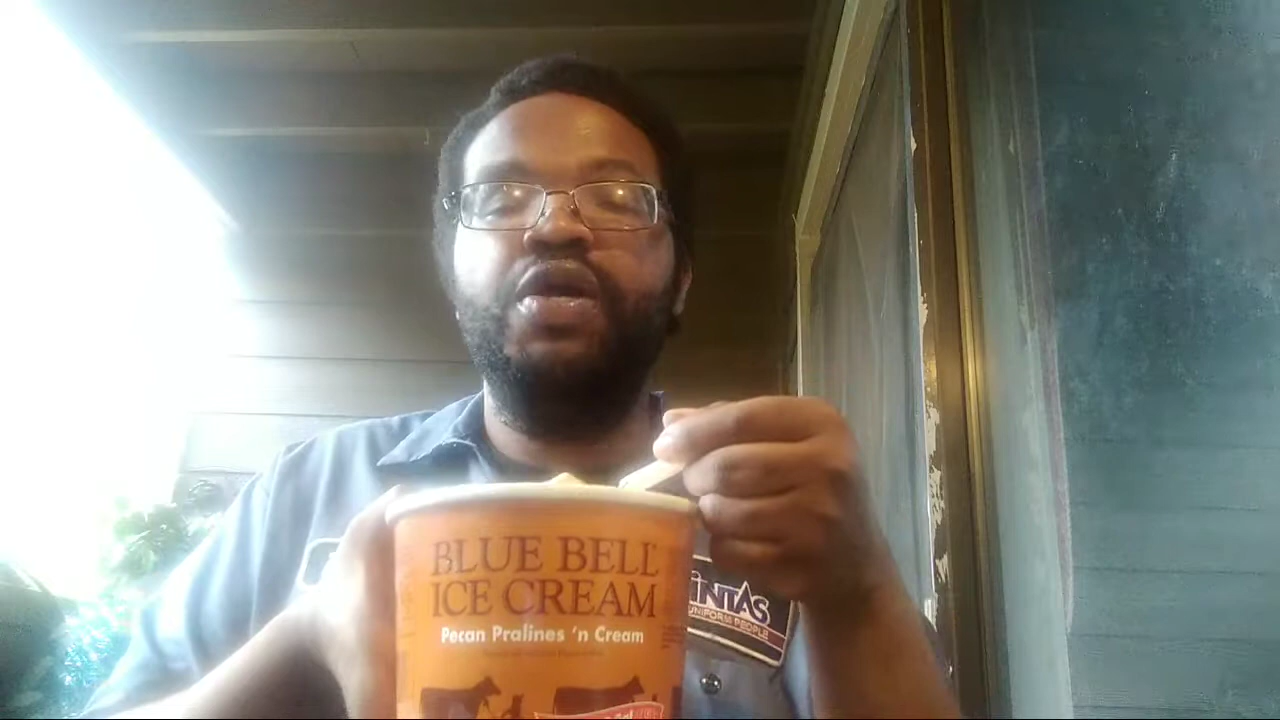 BLUE BELL
ICE CREAM
Pecan Pralines 'n Cream
INTAS
UNIFORM PEOPLE